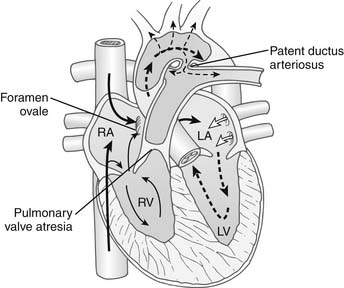 Patent ductus
arteriosus
Foramen
ovale
RA
LA
Pulmonary
valve atresia
RV
LV